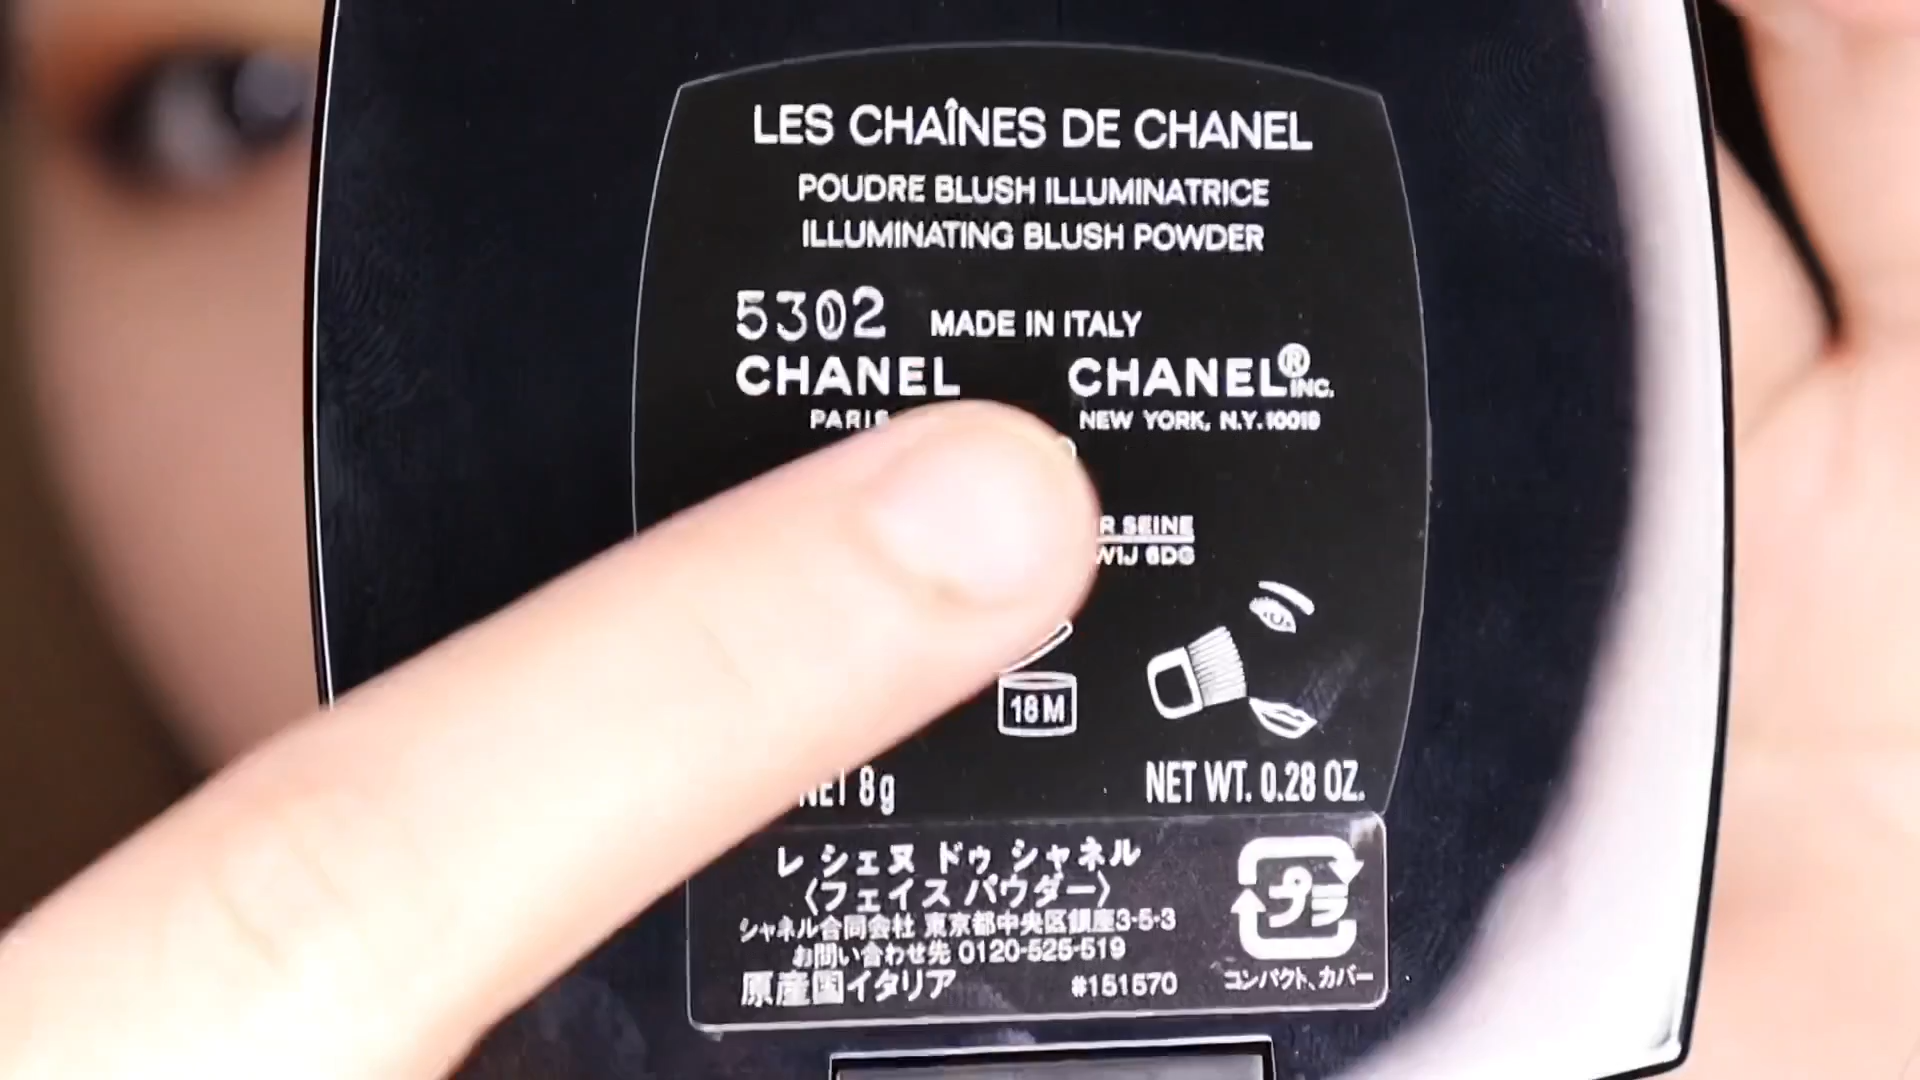 LES CHAÎNES DE CHANEL
POUDRE BLUSH ILLUMINATRICE
ILLUMINATING BLUSH POWDER
5302 MADE IN ITALY
CHANEL CHANEL® INC.
PARIS NEW YORK, N.Y. 10019
SEINE
W1J 6DG
18M
NET 8g NET WT. 0.28 OZ.
レ シェヌ ドゥ シャネル
〈フェイス パウダー〉
シャネル合同会社 東京都中央区銀座3-5-3
お問い合わせ先 0120-525-519
原産国イタリア #151570
プラ
コンパクト、カバー